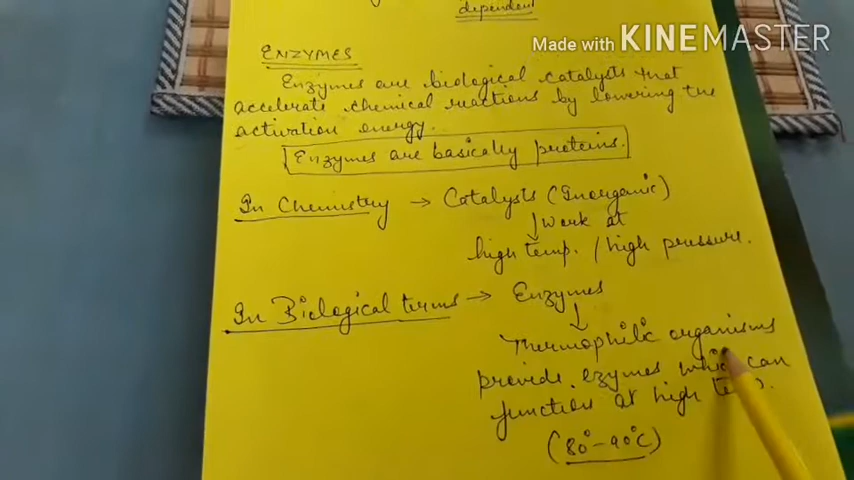 dependent
Made with KINEMASTER
ENZYMES
Enzymes are biological catalysts that
accelerate chemical reactions by lowering the
activation energy.
Enzymes are basically proteins.
In Chemistry → Catalysts (Inorganic)
↓ Work at
high temp. / high pressure.
In Biological terms → Enzymes
↓
Thermophilic organisms
provide ezymes which can
function at high temp.
(80°-90°C)